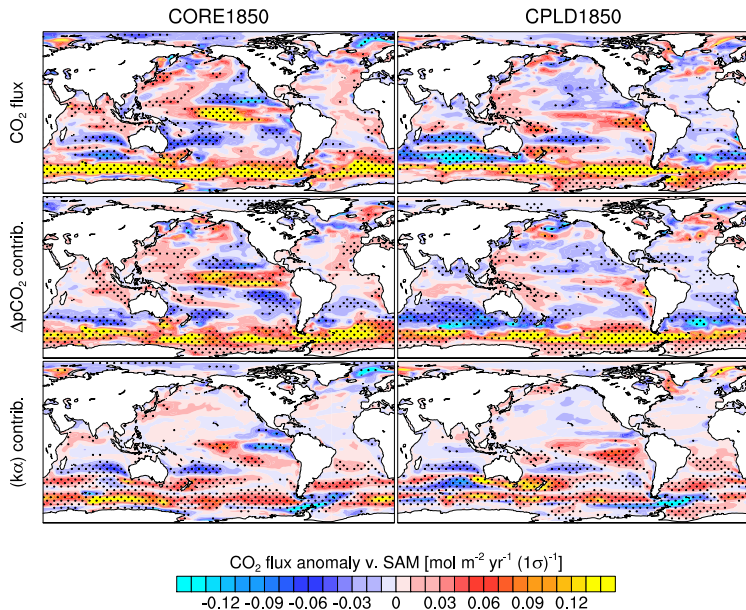 CORE1850 CPLD1850
CO₂ flux
ΔpCO₂ contrib.
(kα) contrib.
CO₂ flux anomaly v. SAM [mol m⁻² yr⁻¹ (1σ)⁻¹]
-0.12 -0.09 -0.06 -0.03 0 0.03 0.06 0.09 0.12